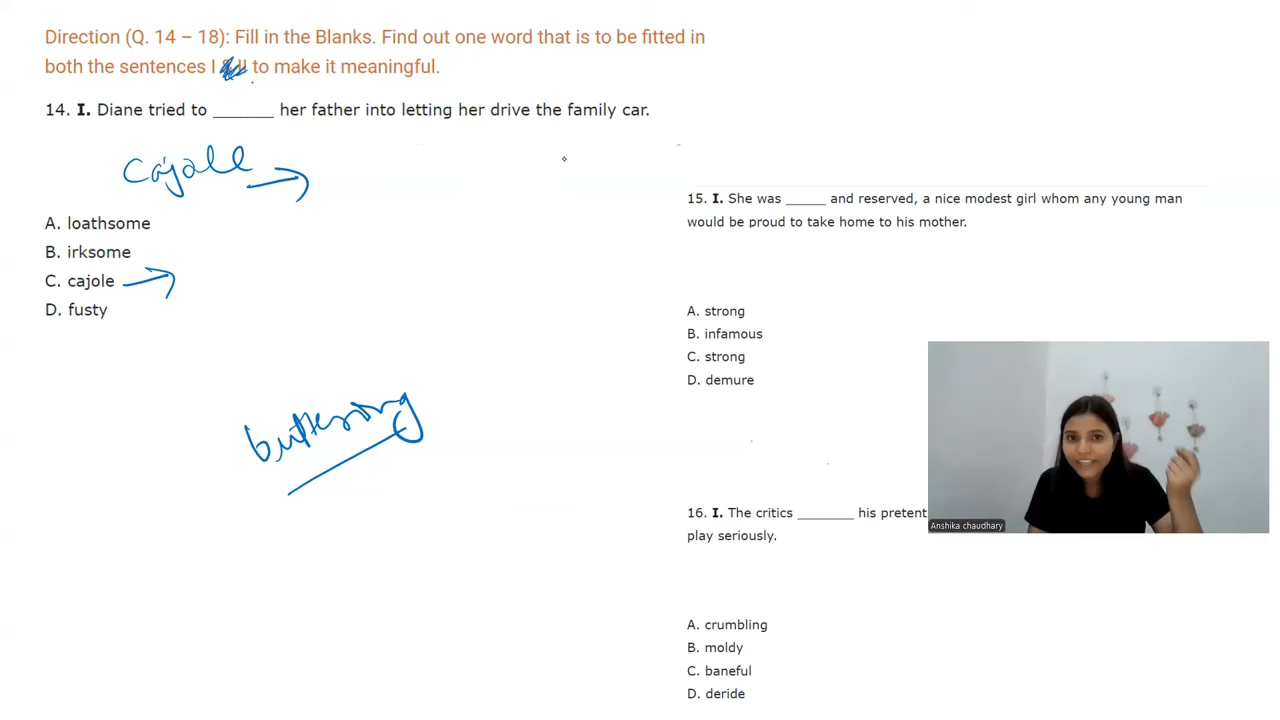 Direction (Q. 14 – 18): Fill in the Blanks. Find out one word that is to be fitted in
both the sentences I to make it meaningful.
14. I. Diane tried to _______ her father into letting her drive the family car.
Cajole
A. loathsome
B. irksome
C. cajole
D. fusty
buttering
15. I. She was _____ and reserved, a nice modest girl whom any young man
would be proud to take home to his mother.
A. strong
B. infamous
C. strong
D. demure
16. I. The critics _______ his pretent
play seriously.
A. crumbling
B. moldy
C. baneful
D. deride
Anshika chaudhary